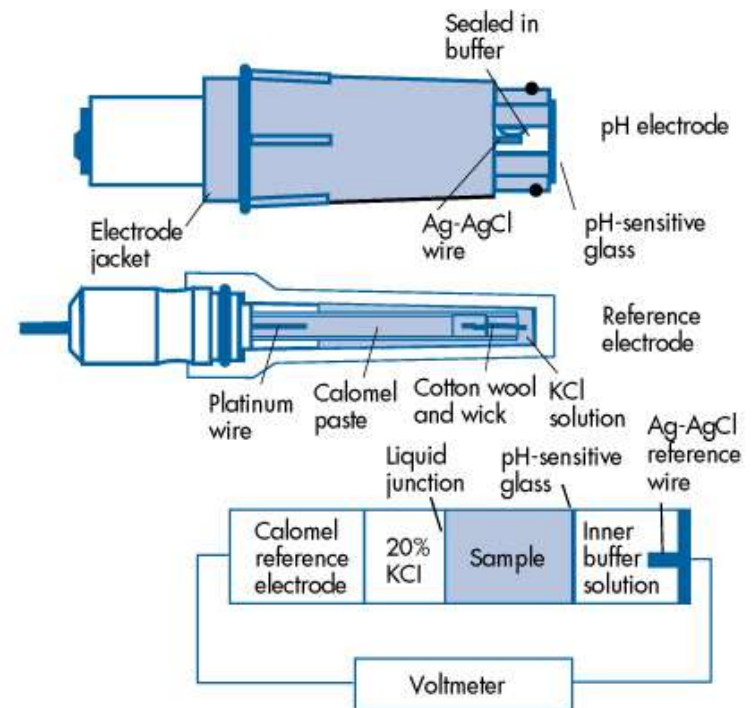 Sealed in
buffer
pH electrode
Electrode
jacket
Ag-AgCl
wire
pH-sensitive
glass
Reference
electrode
Platinum
wire
Calomel
paste
Cotton wool
and wick
KCl
solution
Ag-AgCl
reference
wire
Liquid
junction
pH-sensitive
glass
Calomel
reference
electrode
20%
KCl
Sample
Inner
buffer
solution
Voltmeter